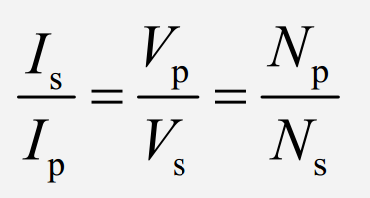 I_s/I_p = V_p/V_s = N_p/N_s